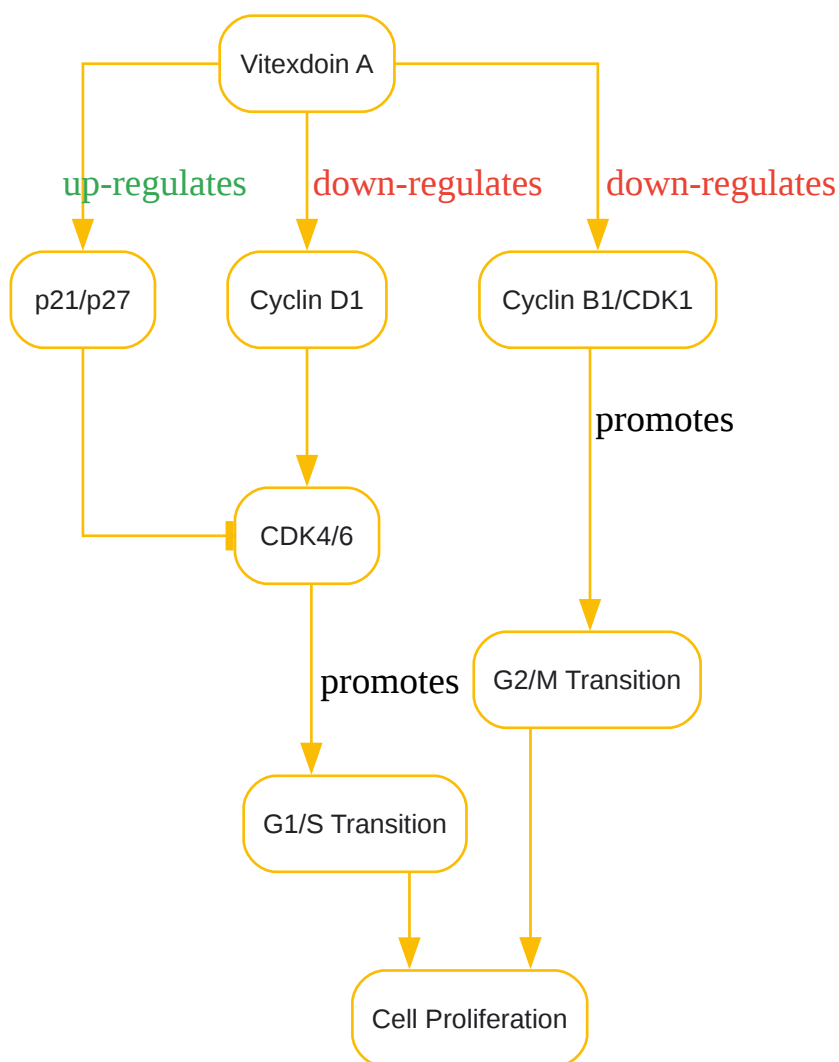 Vitexdoin A
up-regulates
down-regulates
down-regulates
p21/p27
Cyclin D1
Cyclin B1/CDK1
promotes
CDK4/6
promotes
G2/M Transition
G1/S Transition
Cell Proliferation